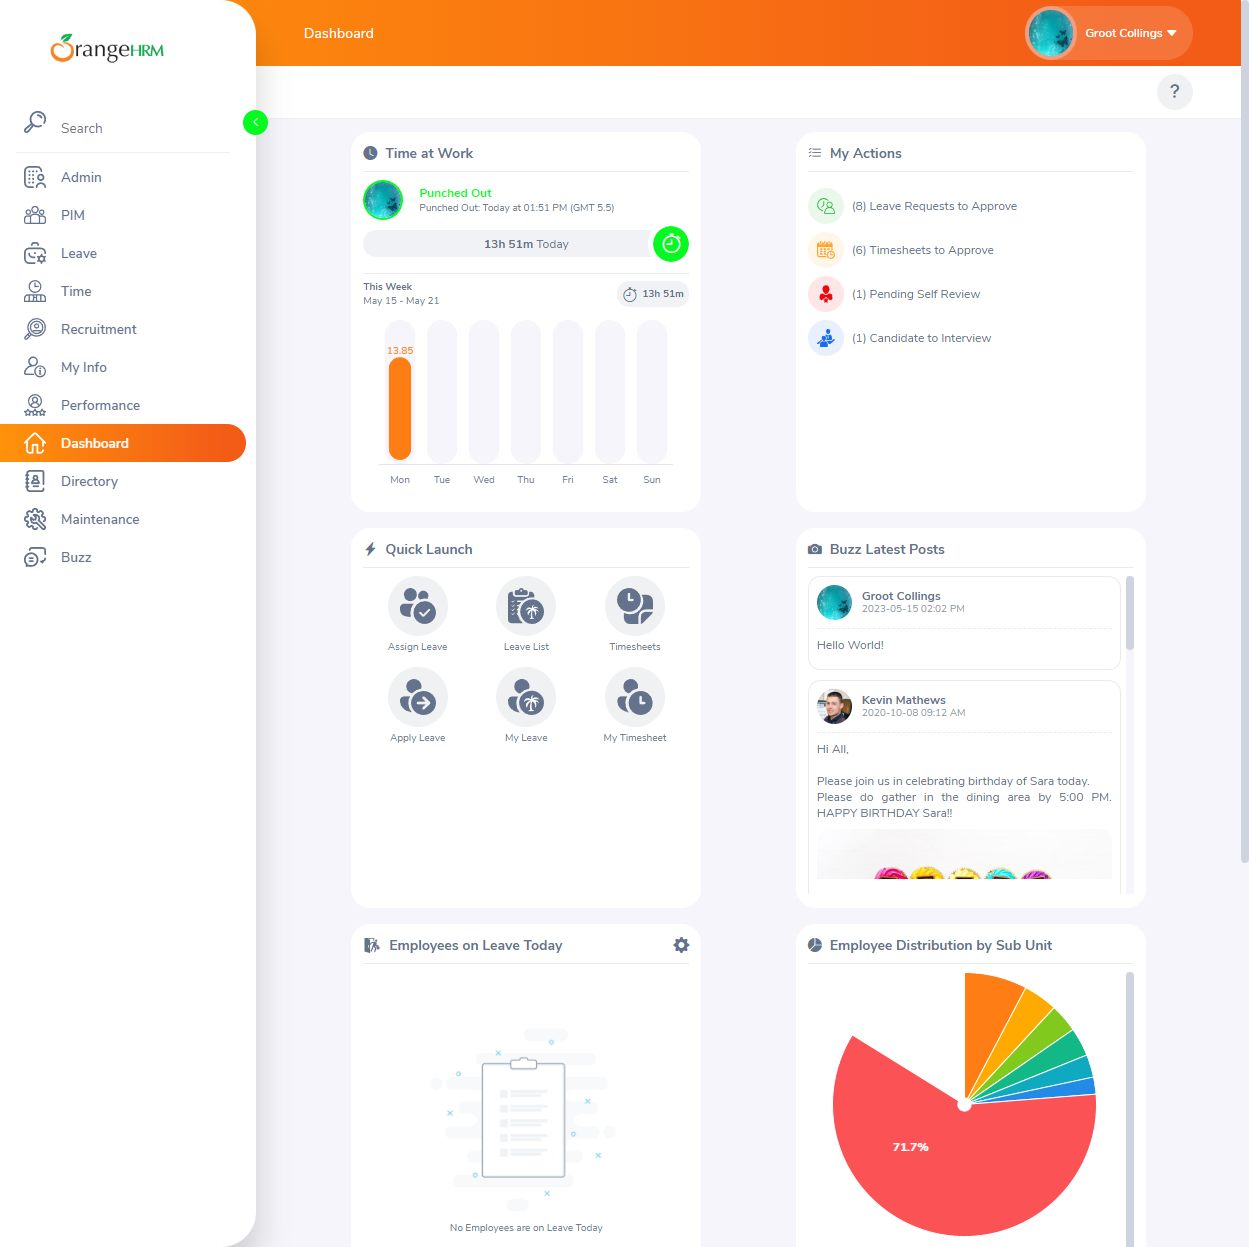 OrangeHRM
Search
Admin
PIM
Leave
Time
Recruitment
My Info
Performance
Dashboard
Directory
Maintenance
Buzz
Dashboard
Groot Collings
?
Time at Work
Punched Out
Punched Out: Today at 01:51 PM (GMT 5.5)
13h 51m Today
This Week
May 15 - May 21
13h 51m
13.85
Mon Tue Wed Thu Fri Sat Sun
My Actions
(8) Leave Requests to Approve
(6) Timesheets to Approve
(1) Pending Self Review
(1) Candidate to Interview
Quick Launch
Assign Leave
Leave List
Timesheets
Apply Leave
My Leave
My Timesheet
Buzz Latest Posts
Groot Collings
2023-05-15 02:02 PM
Hello World!
Kevin Mathews
2020-10-08 09:12 AM
Hi All,
Please join us in celebrating birthday of Sara today.
Please do gather in the dining area by 5:00 PM.
HAPPY BIRTHDAY Sara!!
Employees on Leave Today
No Employees are on Leave Today
Employee Distribution by Sub Unit
71.7%